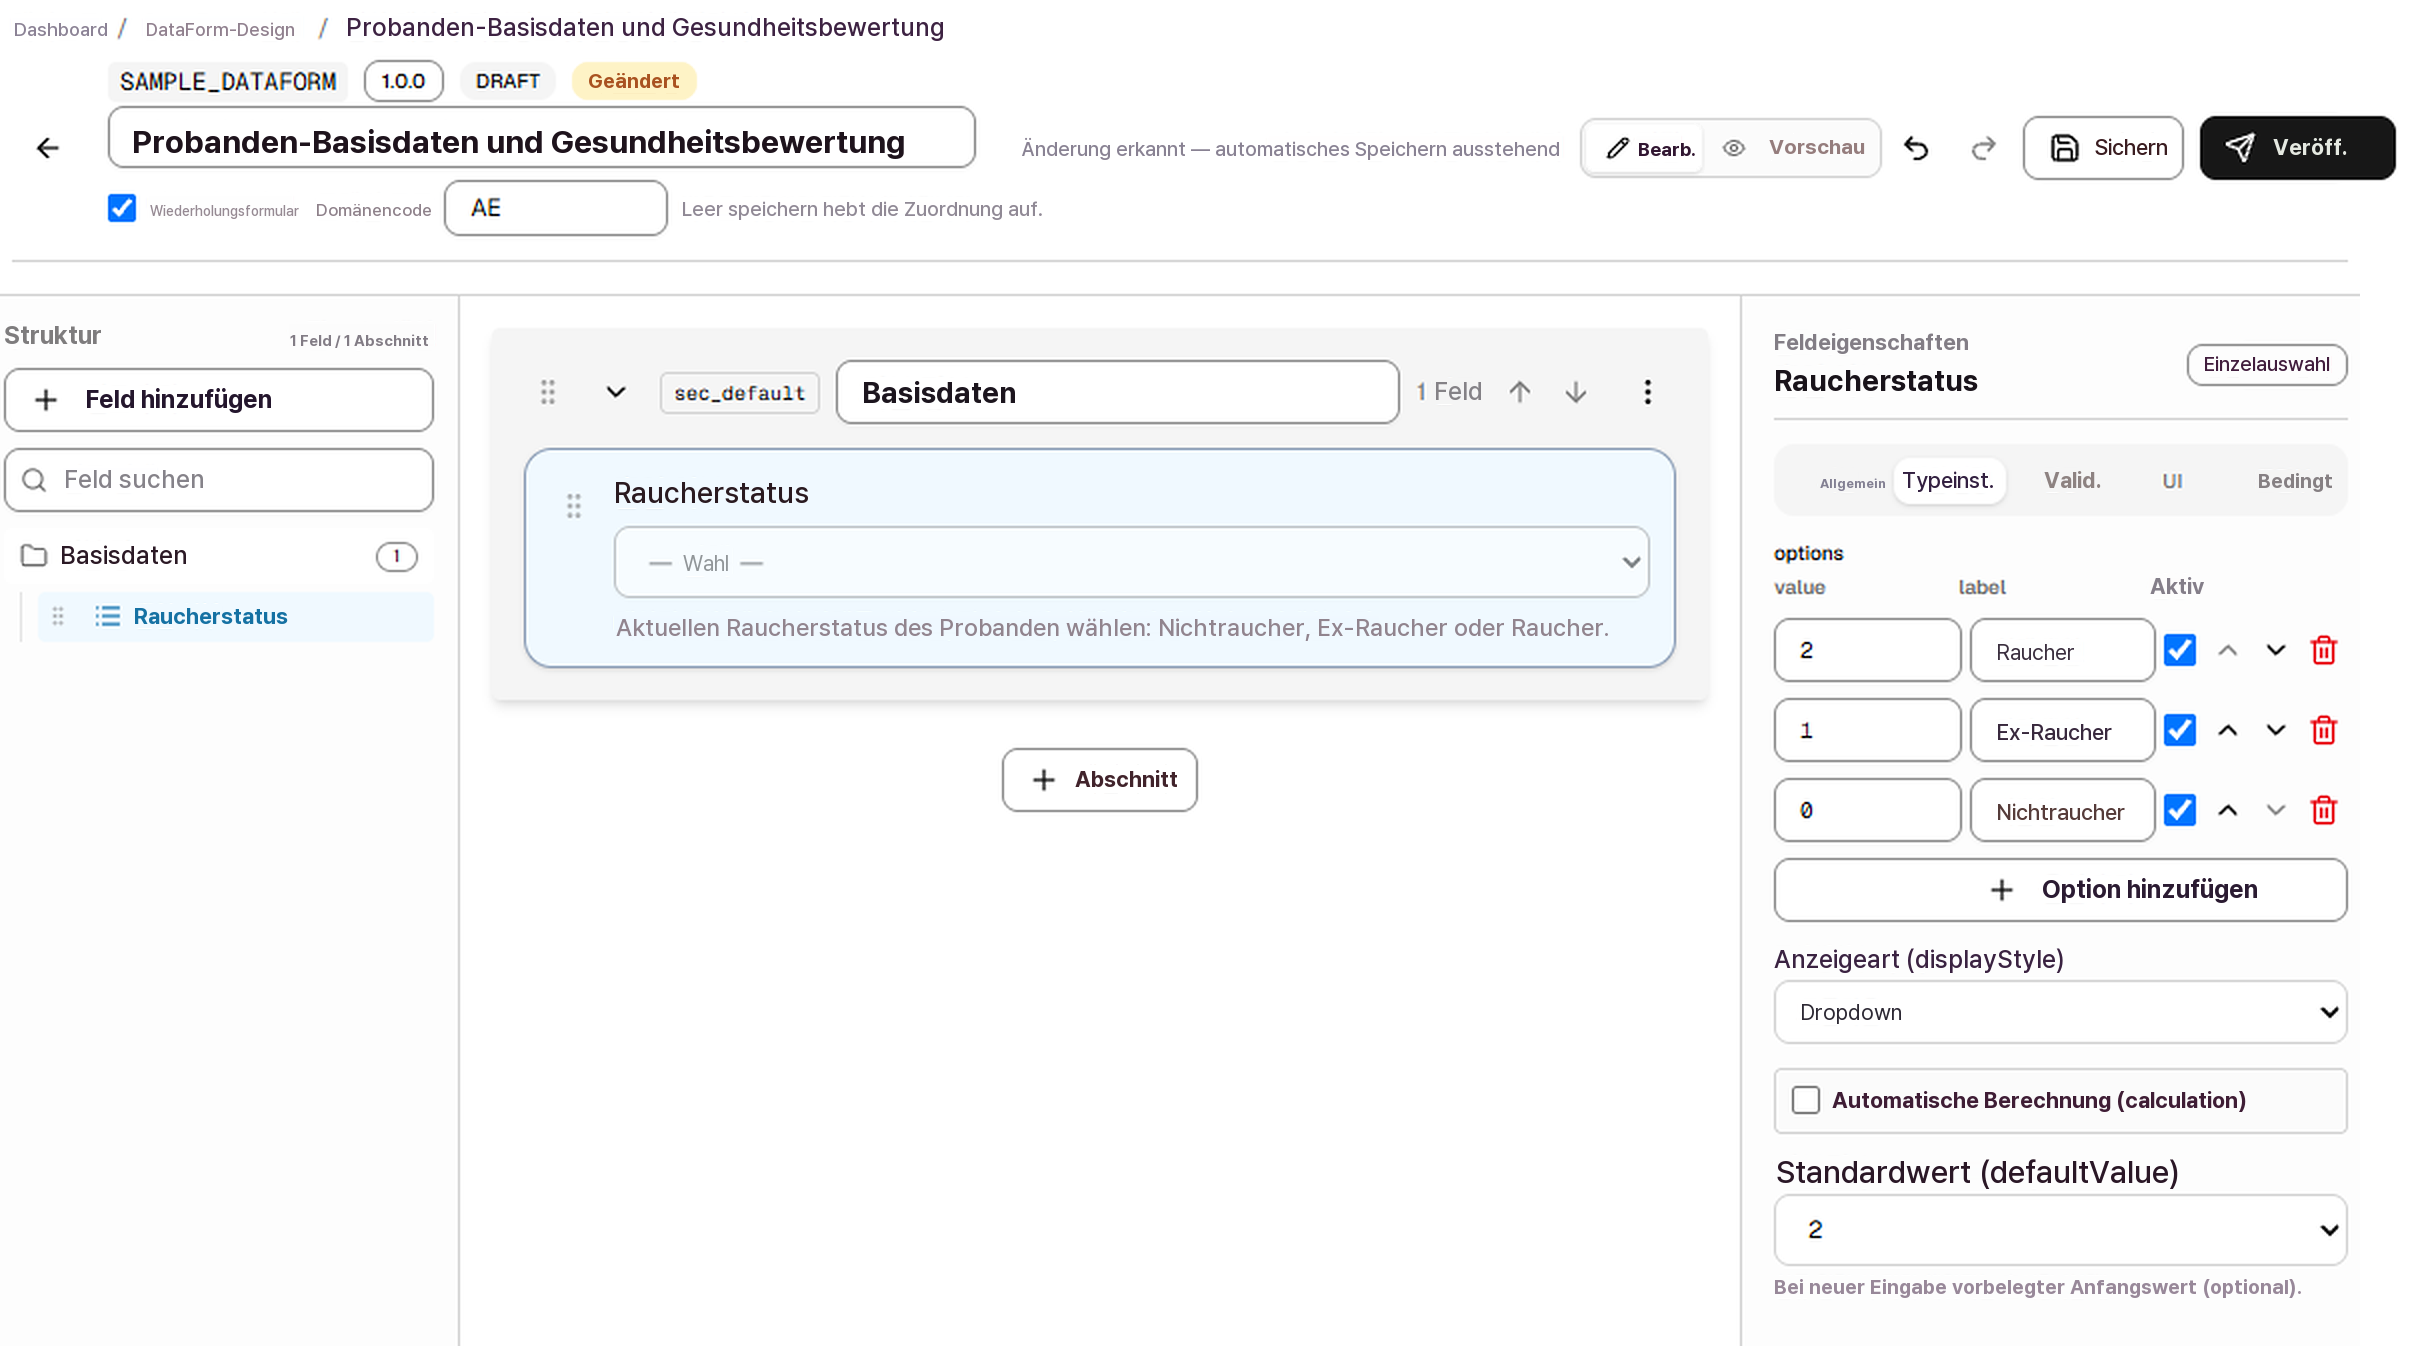 Dashboard / DataForm-Design / Probanden-Basisdaten und Gesundheitsbewertung
SAMPLE_DATAFORM 1.0.0 DRAFT Geändert
Probanden-Basisdaten und Gesundheitsbewertung
Änderung erkannt — automatisches Speichern ausstehend
Bearb. Vorschau
Sichern
Veröff.
Wiederholungsformular Domänencode AE Leer speichern hebt die Zuordnung auf.
Struktur 1 Feld / 1 Abschnitt
Feld hinzufügen
Feld suchen
Basisdaten 1
Raucherstatus
sec_default Basisdaten 1 Feld
Raucherstatus
— Wahl —
Aktuellen Raucherstatus des Probanden wählen: Nichtraucher, Ex-Raucher oder Raucher.
Abschnitt
Feldeigenschaften
Raucherstatus
Einzelauswahl
Allgemein Typeinst. Valid. UI Bedingt
options
value label Aktiv
2 Raucher
1 Ex-Raucher
0 Nichtraucher
Option hinzufügen
Anzeigeart (displayStyle)
Dropdown
Automatische Berechnung (calculation)
Standardwert (defaultValue)
2
Bei neuer Eingabe vorbelegter Anfangswert (optional).